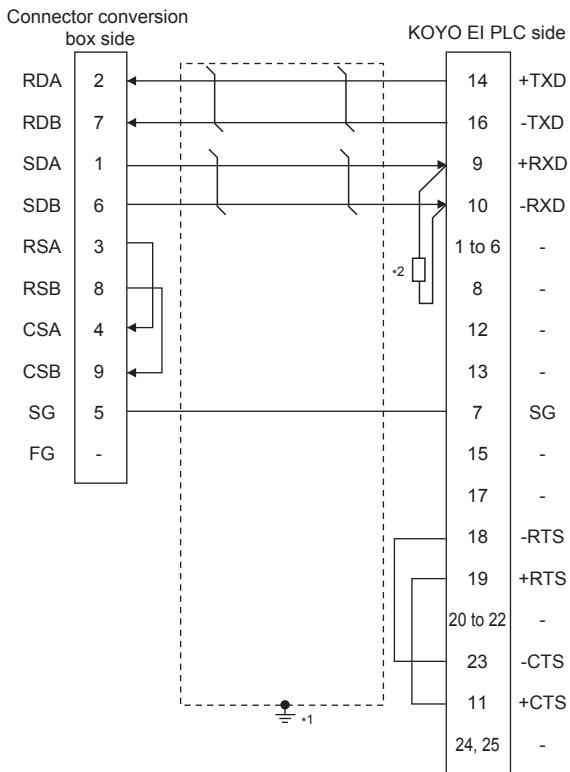 Connector conversion
box side
KOYO EI PLC side
RDA 2 14 +TXD
RDB 7 16 -TXD
SDA 1 9 +RXD
SDB 6 10 -RXD
RSA 3 1 to 6 -
*2
RSB 8 8 -
CSA 4 12 -
CSB 9 13 -
SG 5 7 SG
FG - 15 -
17 -
18 -RTS
19 +RTS
20 to 22 -
23 -CTS
11 +CTS
*1
24, 25 -